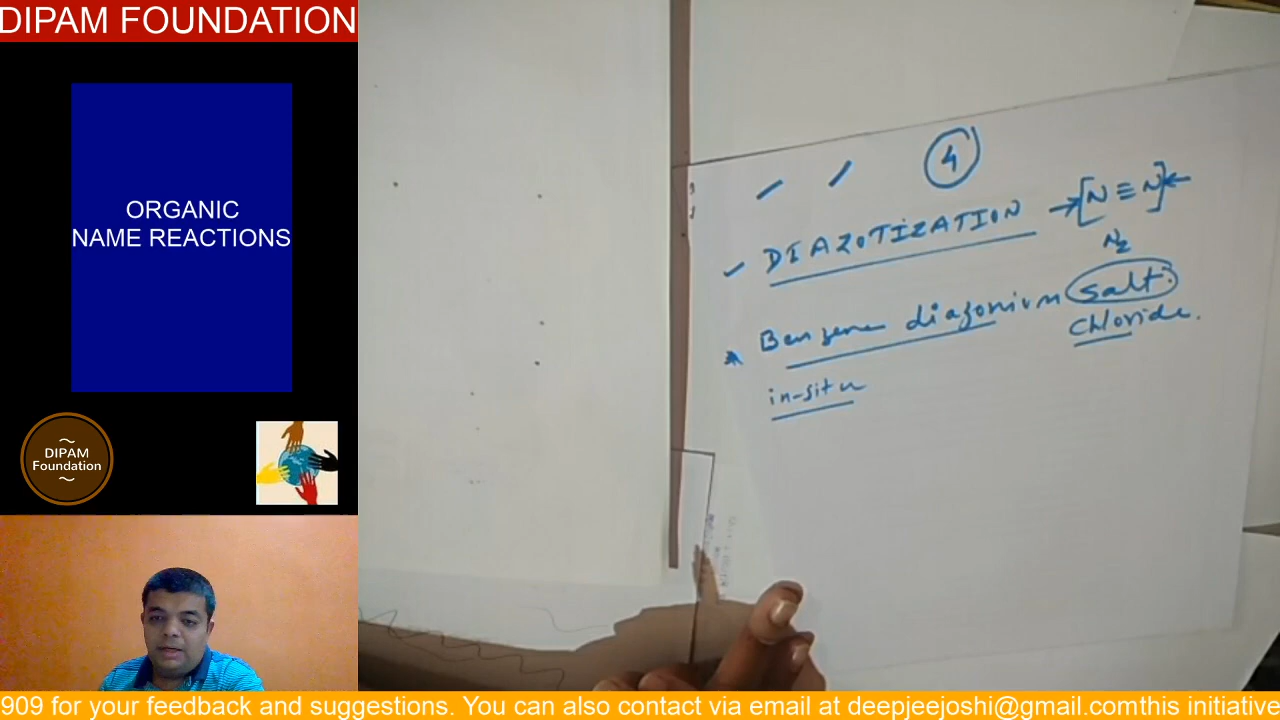 DIPAM FOUNDATION
ORGANIC
NAME REACTIONS
DIPAM
Foundation
4
DIAZOTIZATION → [N ≡ N] ←
N2
Benzene diazonium salt.
chloride.
in-situ
909 for your feedback and suggestions. You can also contact via email at deepjeejoshi@gmail.comthis initiative